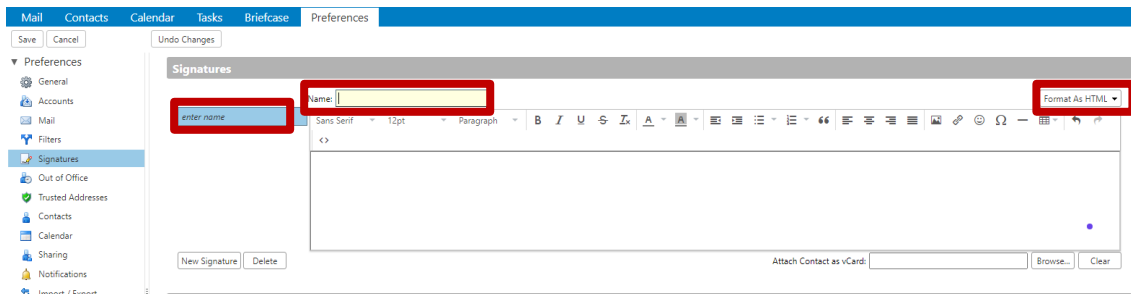 Mail Contacts Calendar Tasks Briefcase Preferences
Save Cancel Undo Changes
Preferences
General
Accounts
Mail
Filters
Signatures
Out of Office
Trusted Addresses
Contacts
Calendar
Sharing
Notifications
Import / Export
Signatures
Name: Format As HTML
enter name
Sans Serif 12pt Paragraph B I U S Tx A A
New Signature Delete Attach Contact as vCard: Browse... Clear